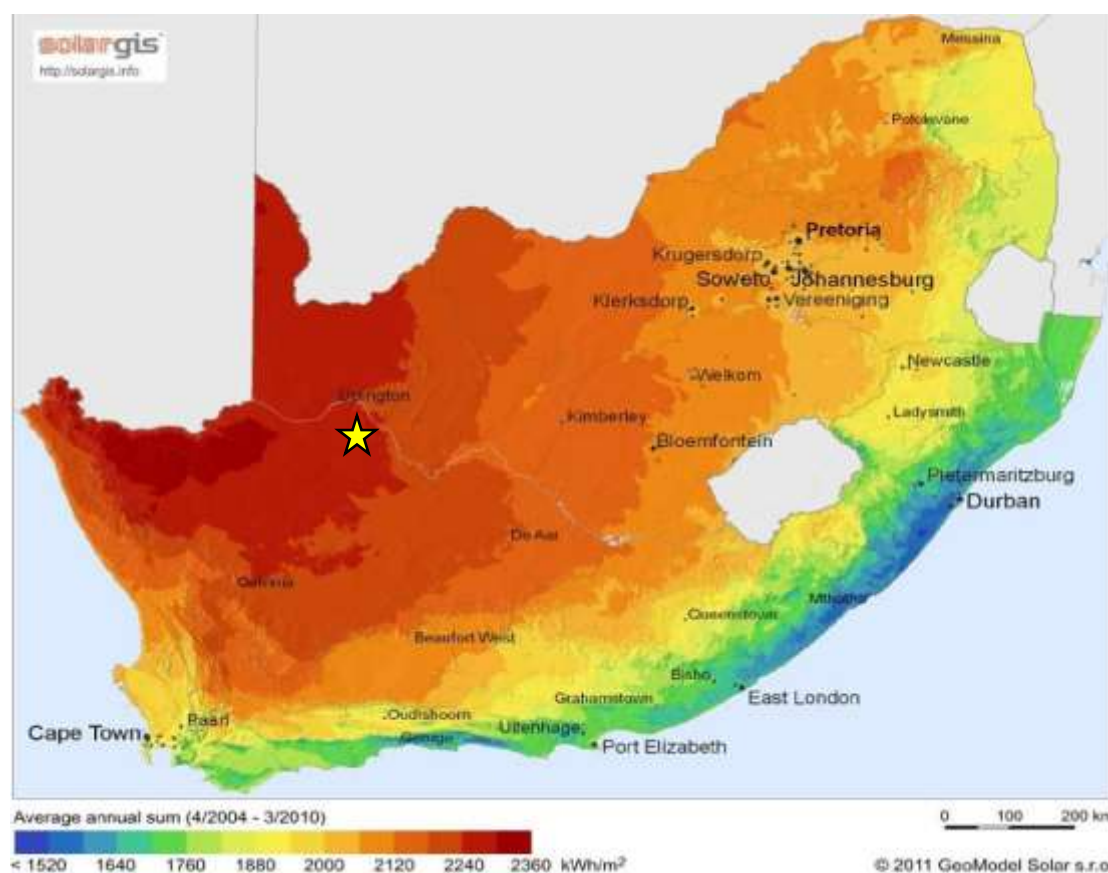 solargis
http://solargis.info
Messina
Polokwane
Pretoria
Krugersdorp
Soweto Johannesburg
Klerksdorp Vereeniging
Newcastle
Welkom
Upington
Kimberley
Ladysmith
Bloemfontein
Pietermaritzburg
Durban
De Aar
Calvinia
Mthatha
Queenstown
Beaufort West
Bisho
East London
Grahamstown
Oudtshoorn
Paarl
Uitenhage
Cape Town
George
Port Elizabeth
Average annual sum (4/2004 - 3/2010)
0 100 200 km
< 1520 1640 1760 1880 2000 2120 2240 2360 kWh/m²
© 2011 GeoModel Solar s.r.o